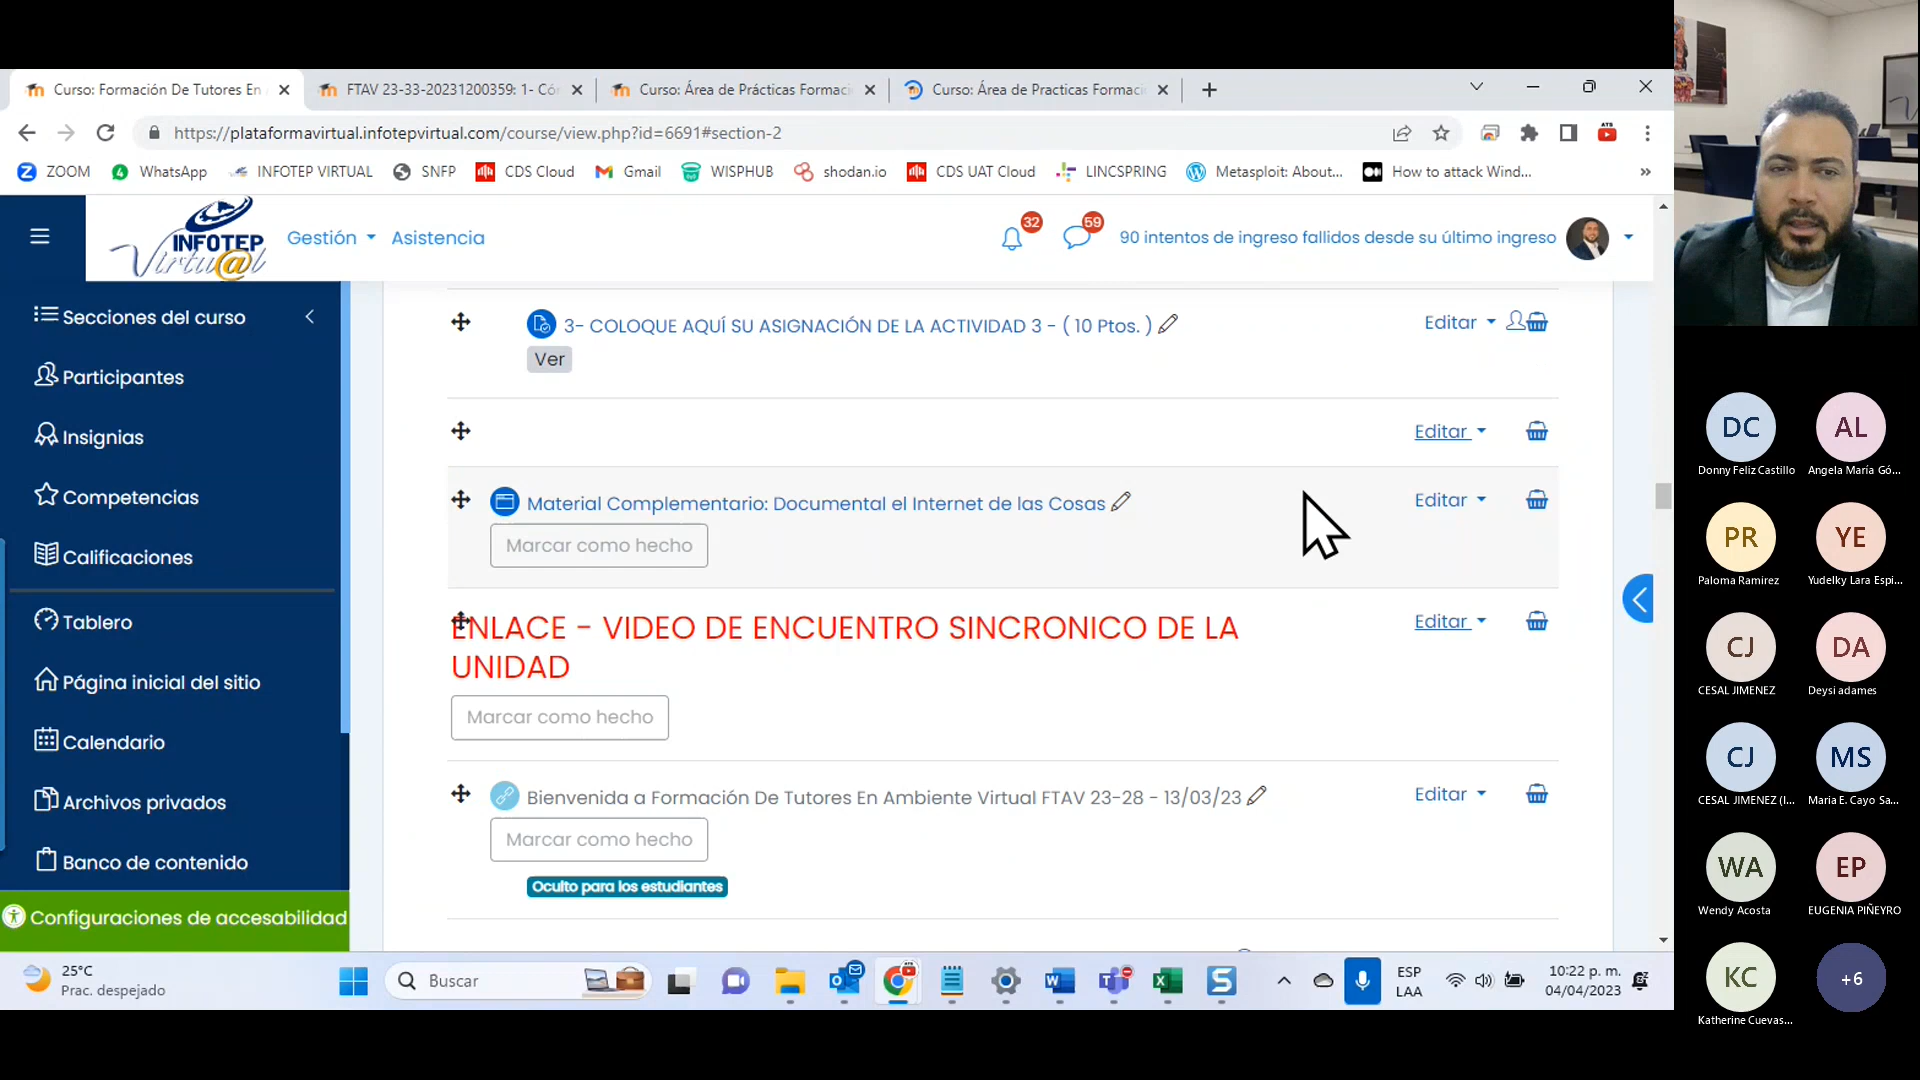 Curso: Formación De Tutores En
FTAV 23-33-20231200359: 1- Có
Curso: Área de Prácticas Formac
Curso: Área de Practicas Formaci
https://plataformavirtual.infotepvirtual.com/course/view.php?id=6691#section-2
ZOOM
WhatsApp
INFOTEP VIRTUAL
SNFP
CDS Cloud
Gmail
WISPHUB
shodan.io
CDS UAT Cloud
LINCSPRING
Metasploit: About...
How to attack Wind...
INFOTEP
Virtu@l
Gestión
Asistencia
32
59
90 intentos de ingreso fallidos desde su último ingreso
Secciones del curso
Participantes
Insignias
Competencias
Calificaciones
Tablero
Página inicial del sitio
Calendario
Archivos privados
Banco de contenido
Configuraciones de accesabilidad
3- COLOQUE AQUÍ SU ASIGNACIÓN DE LA ACTIVIDAD 3 - ( 10 Ptos. )
Editar
Ver
Editar
Material Complementario: Documental el Internet de las Cosas
Editar
Marcar como hecho
ENLACE - VIDEO DE ENCUENTRO SINCRONICO DE LA
UNIDAD
Editar
Marcar como hecho
Bienvenida a Formación De Tutores En Ambiente Virtual FTAV 23-28 - 13/03/23
Editar
Marcar como hecho
Oculto para los estudiantes
25°C
Prac. despejado
Buscar
ESP
LAA
10:22 p. m.
04/04/2023
DC
Donny Feliz Castillo
AL
Angela María Gó...
PR
Paloma Ramirez
YE
Yudelky Lara Espi...
CJ
CESAL JIMENEZ
DA
Deysi adames
CJ
CESAL JIMENEZ (I...
MS
Maria E. Cayo Sa...
WA
Wendy Acosta
EP
EUGENIA PIÑEYRO
KC
Katherine Cuevas...
+6